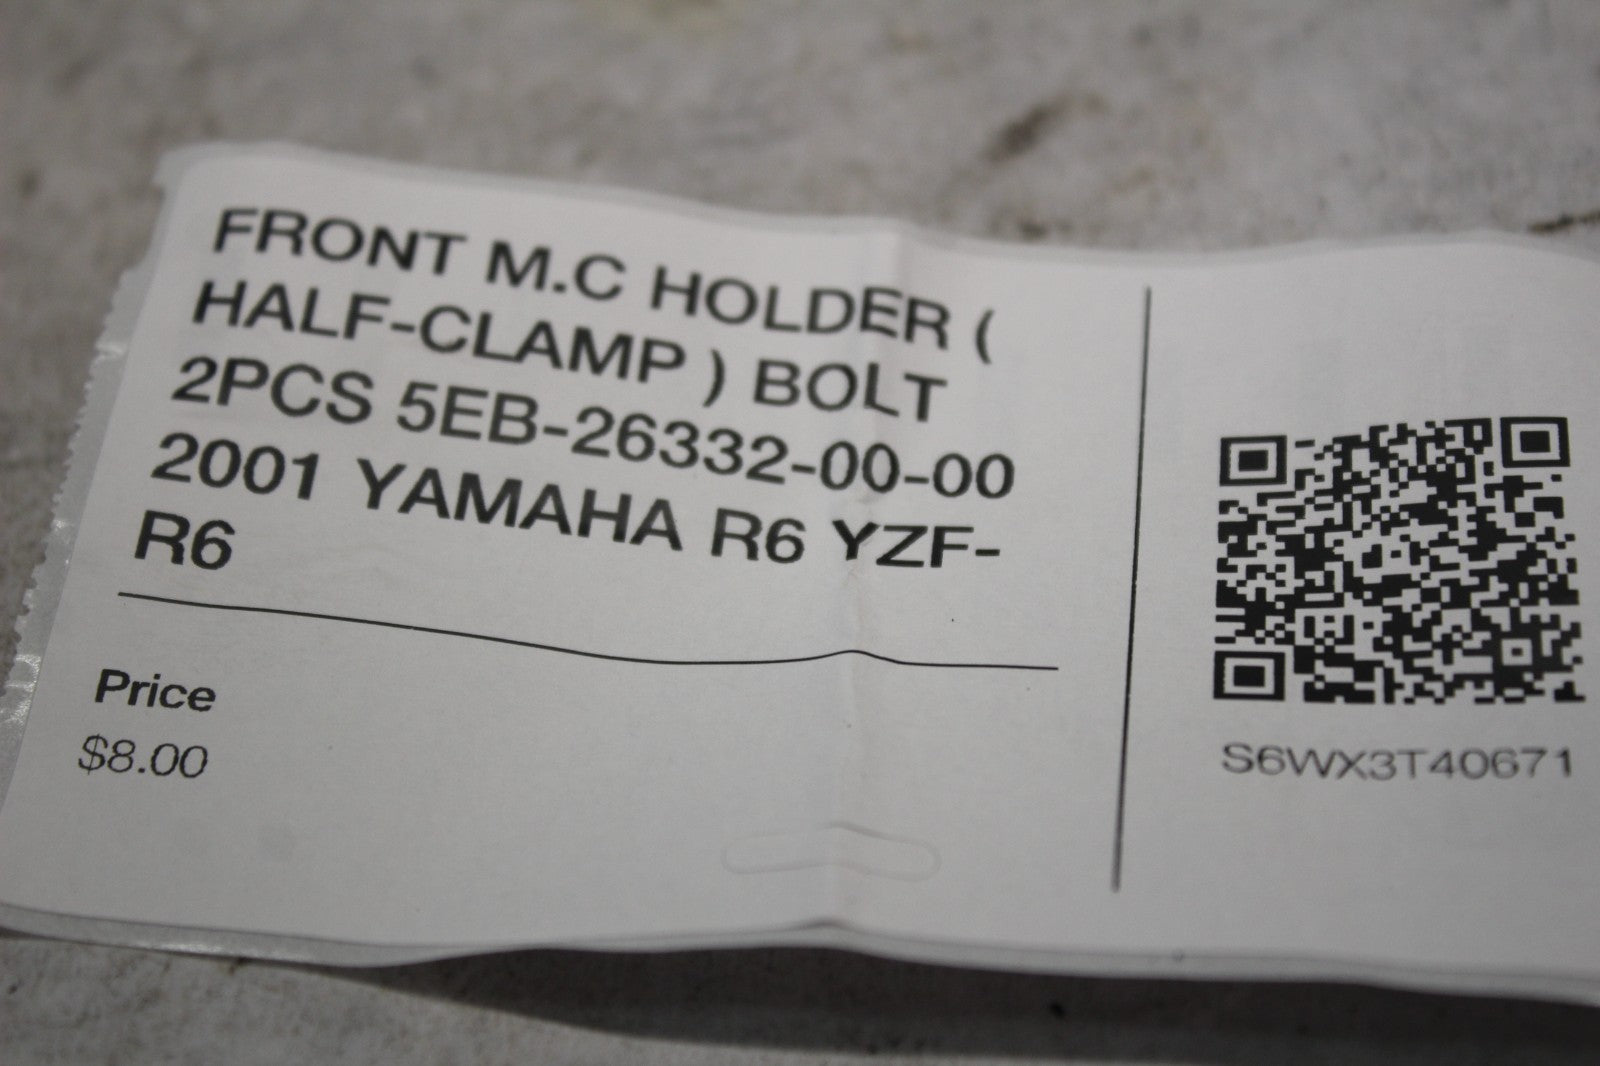 FRONT M.C HOLDER (
HALF-CLAMP ) BOLT
2PCS 5EB-26332-00-00
2001 YAMAHA R6 YZF-
R6
Price
$8.00
S6WX3T40671